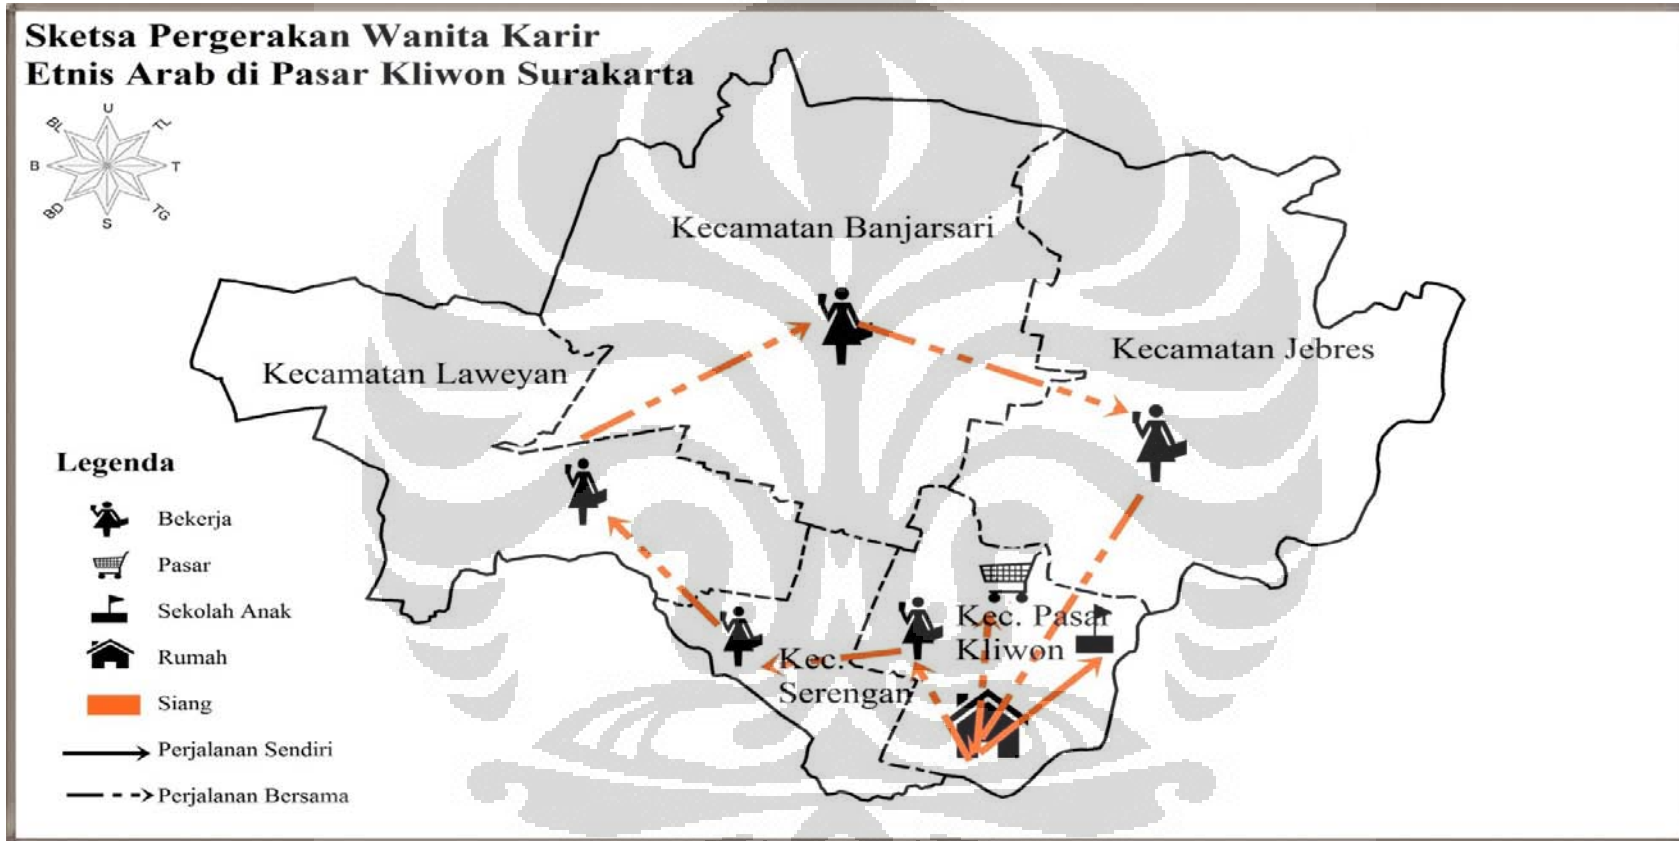 Sketsa Pergerakan Wanita Karir
Etnis Arab di Pasar Kliwon Surakarta
U
BL
TL
B
T
BD
TG
S
Kecamatan Banjarsari
Kecamatan Jebres
Kecamatan Laweyan
Legenda
Bekerja
Pasar
Sekolah Anak
Rumah
Siang
Perjalanan Sendiri
Perjalanan Bersama
Kec. Pasar
Kliwon
Kec.
Serengan